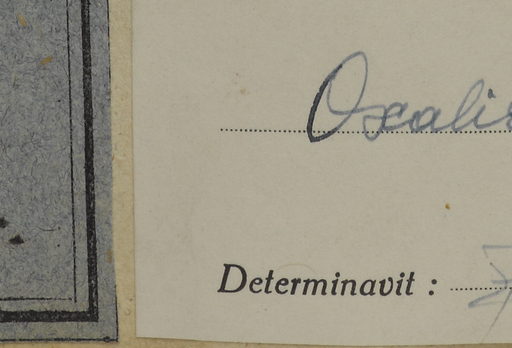 Oxalis
Determinavit :